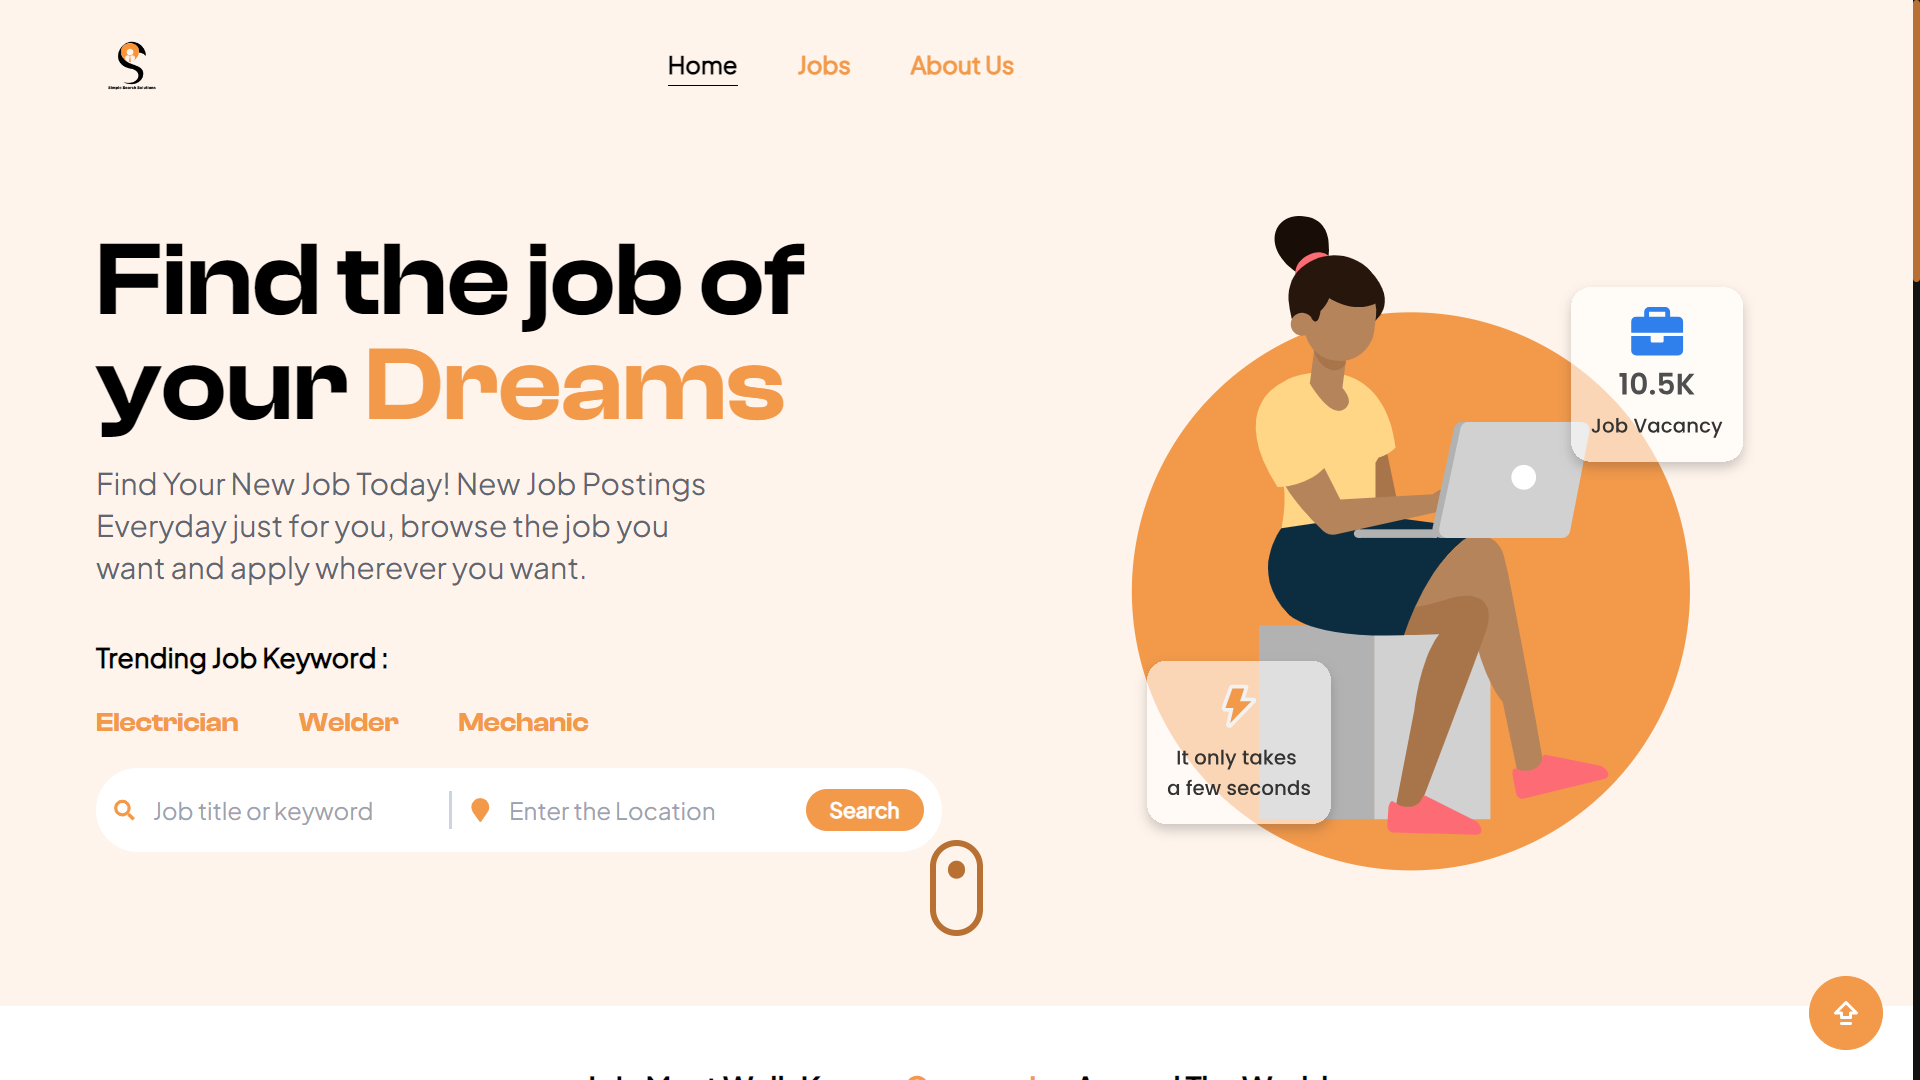 Simple Search Solutions
Home
Jobs
About Us
Find the job of
your Dreams
Find Your New Job Today! New Job Postings
Everyday just for you, browse the job you
want and apply wherever you want.
Trending Job Keyword :
Electrician
Welder
Mechanic
Job title or keyword
Enter the Location
Search
10.5K
Job Vacancy
It only takes
a few seconds